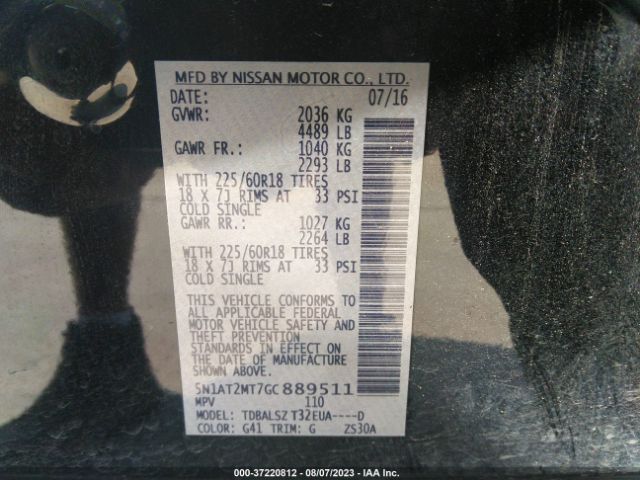 MFD BY NISSAN MOTOR CO., LTD.
DATE: 07/16
GVWR: 2036 KG
4489 LB
GAWR FR.: 1040 KG
2293 LB
WITH 225/60R18 TIRES
18 X 7J RIMS AT 33 PSI
COLD SINGLE
GAWR RR.: 1027 KG
2264 LB
WITH 225/60R18 TIRES
18 X 7J RIMS AT 33 PSI
COLD SINGLE
THIS VEHICLE CONFORMS TO
ALL APPLICABLE FEDERAL
MOTOR VEHICLE SAFETY AND
THEFT PREVENTION
STANDARDS IN EFFECT ON
THE DATE OF MANUFACTURE
SHOWN ABOVE.
5N1AT2MT7GC889511
MPV 110
MODEL: TDBALSZ T32EUA----D
COLOR: G41 TRIM: G ZS30A
000-37220812 - 08/07/2023 - IAA Inc.